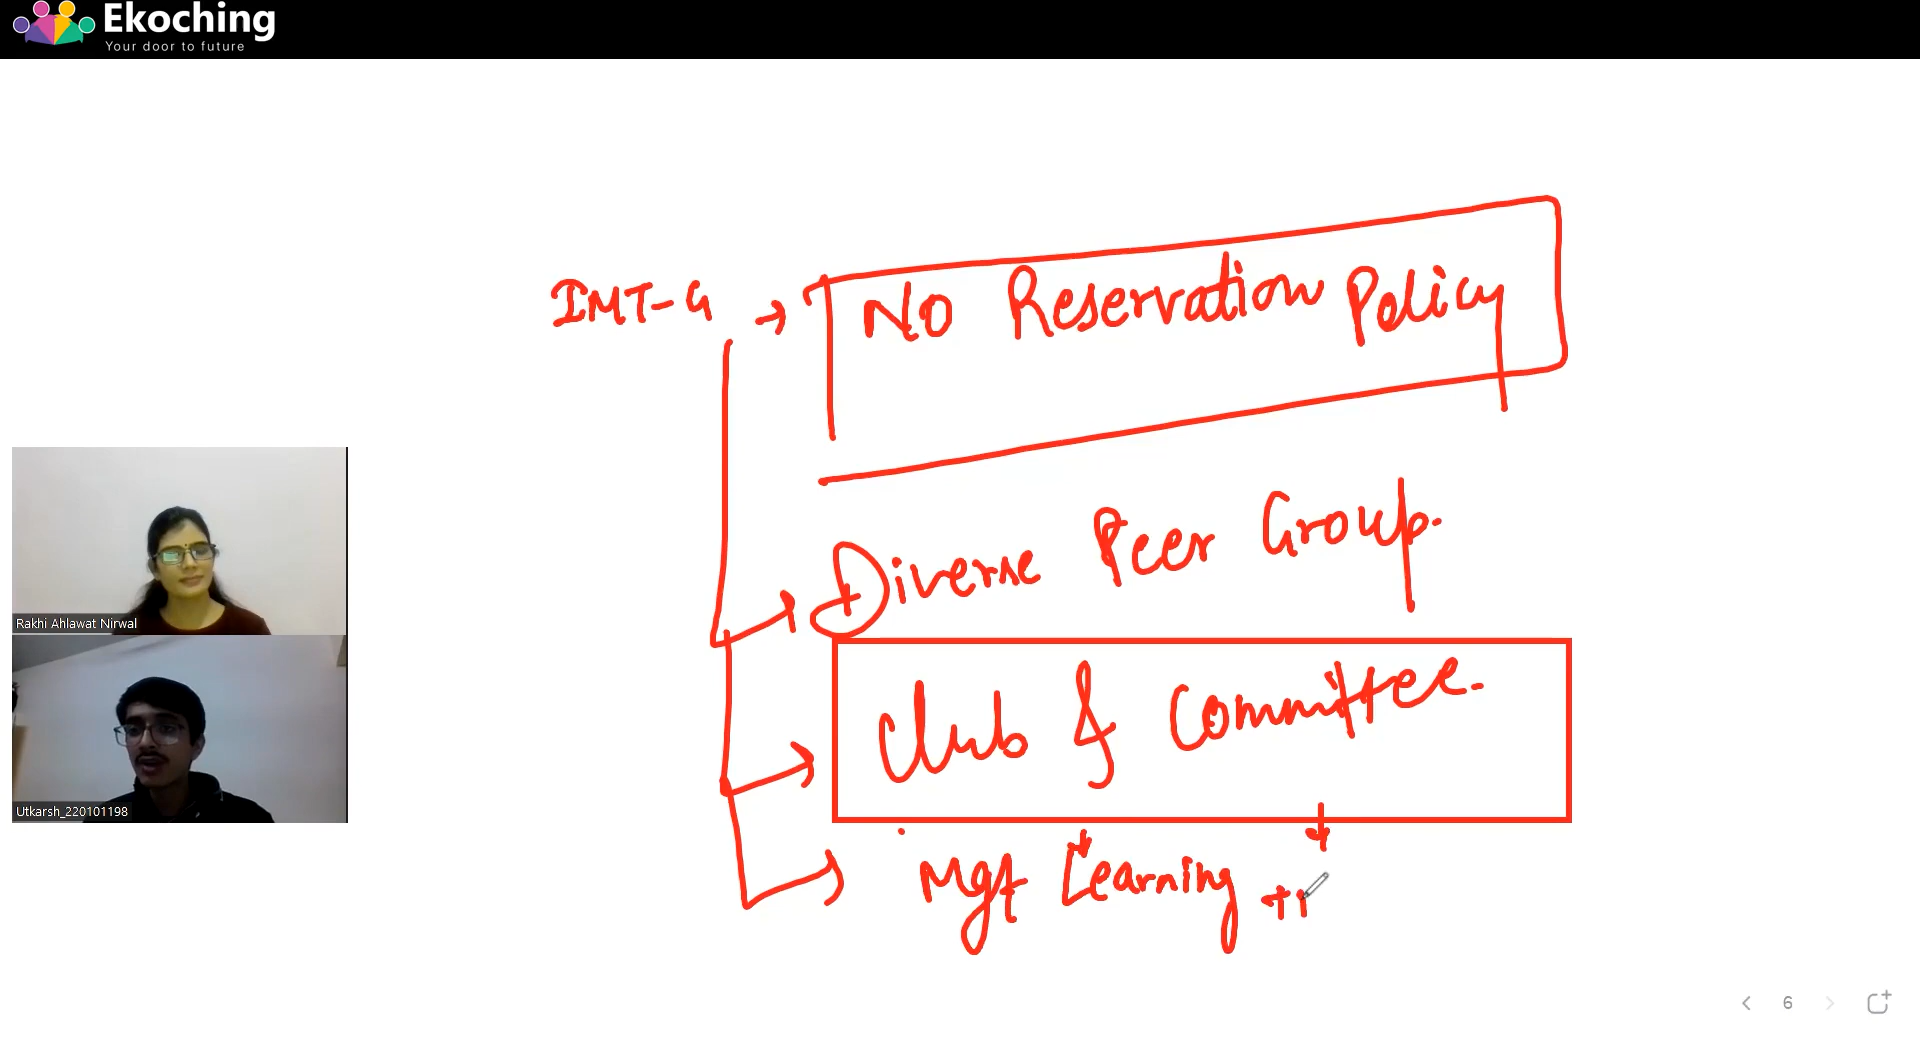 Ekoching
Your door to future
IMT-G → No Reservation Policy
→ Diverse Peer Group.
→ Club & Committee.
→ Mgt Learning
Rakhi Ahlawat Nirwal
Utkarsh_220101198
6